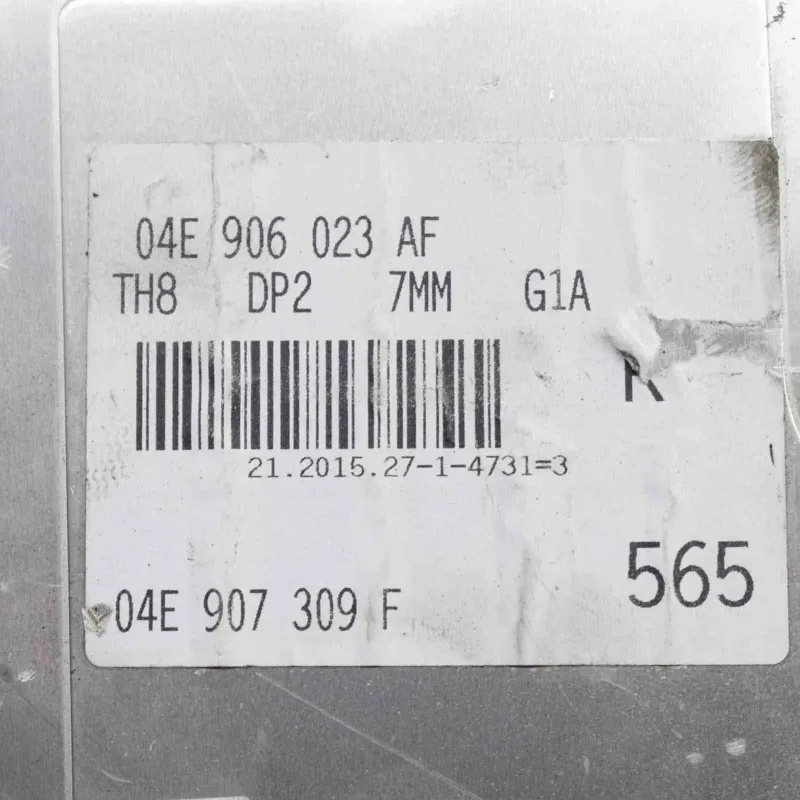 04E 906 023 AF
TH8 DP2 7MM G1A
R
21.2015.27-1-4731=3
565
04E 907 309 F